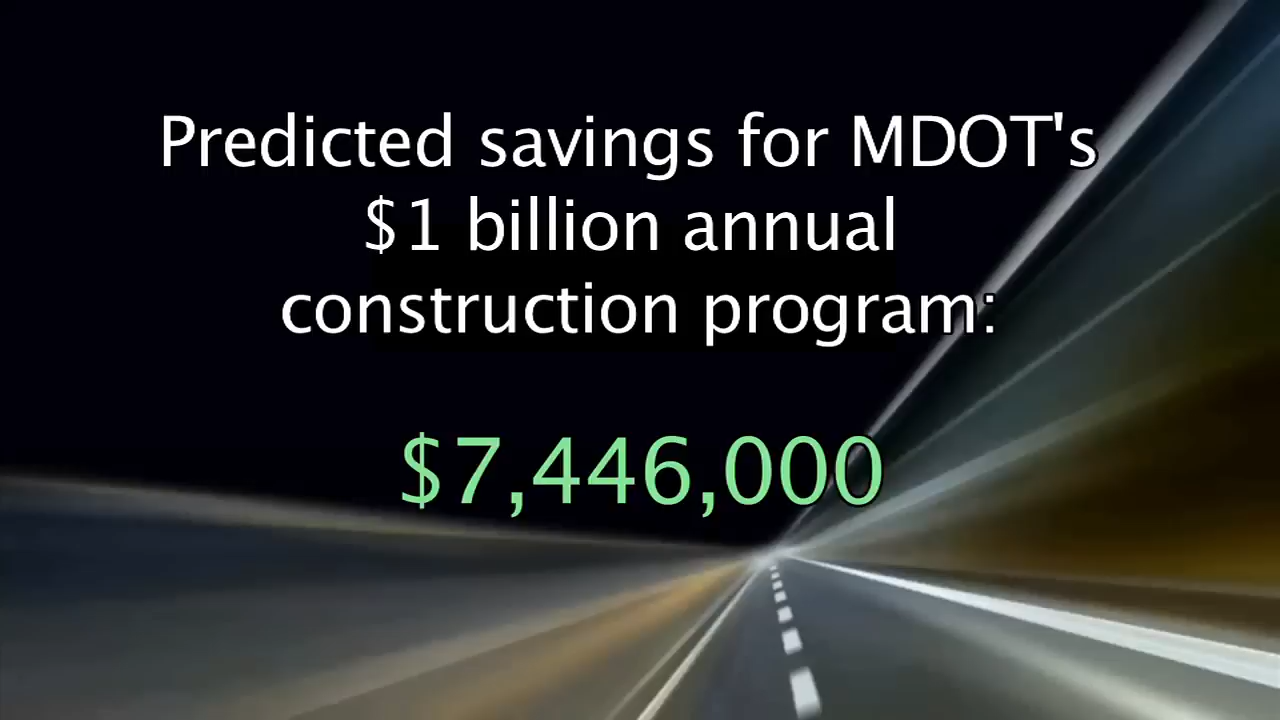 Predicted savings for MDOT's
$1 billion annual
construction program:
$7,446,000